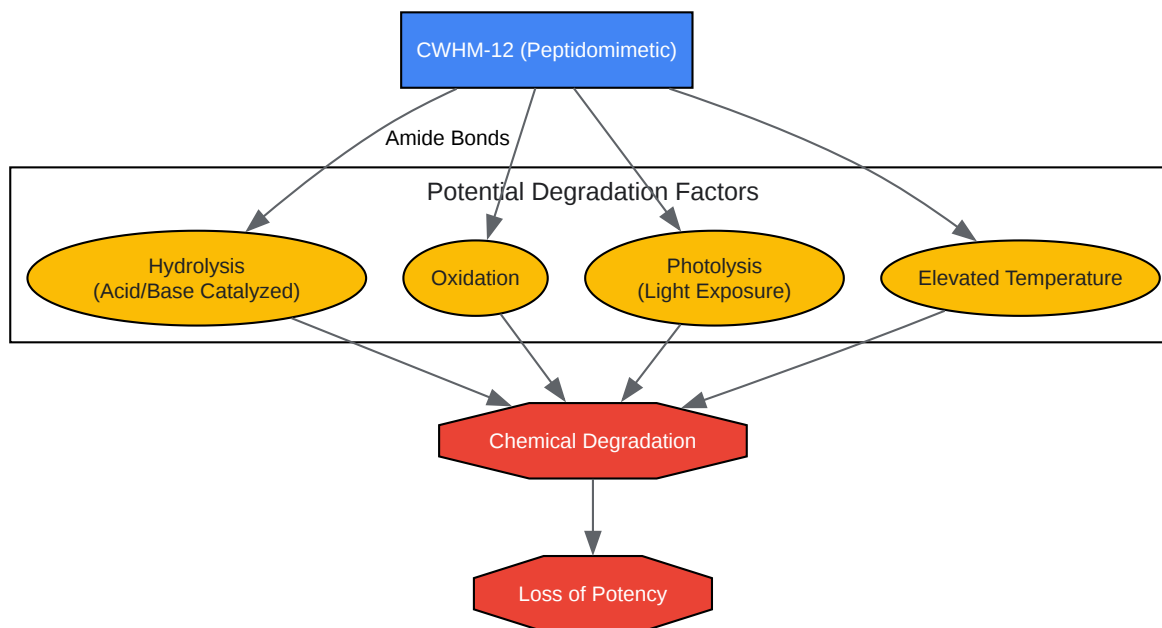 CWHM-12 (Peptidomimetic)
Amide Bonds
Potential Degradation Factors
Hydrolysis
(Acid/Base Catalyzed)
Oxidation
Photolysis
(Light Exposure)
Elevated Temperature
Chemical Degradation
Loss of Potency